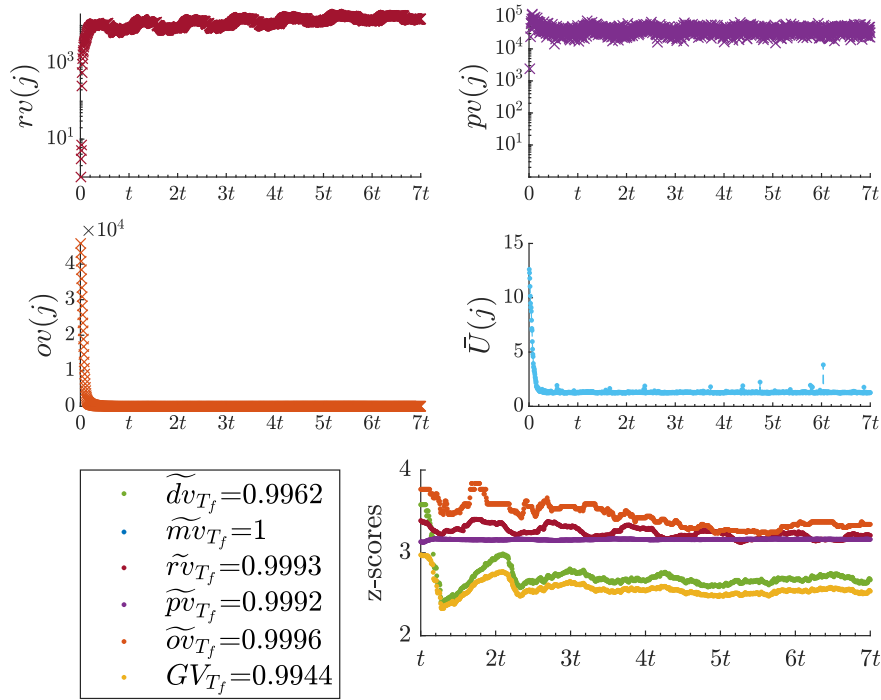 rv(j)
10^3
10^1
0 t 2t 3t 4t 5t 6t 7t
pv(j)
10^5
10^4
10^3
10^2
10^1
0 t 2t 3t 4t 5t 6t 7t
ov(j)
×10^4
4
3
2
1
0
0 t 2t 3t 4t 5t 6t 7t
Ū(j)
15
10
5
0
0 t 2t 3t 4t 5t 6t 7t
d͠v_{T_f}=0.9962
m͠v_{T_f}=1
r̃v_{T_f}=0.9993
p͠v_{T_f}=0.9992
o͠v_{T_f}=0.9996
GV_{T_f}=0.9944
z-scores
4
3
2
t 2t 3t 4t 5t 6t 7t